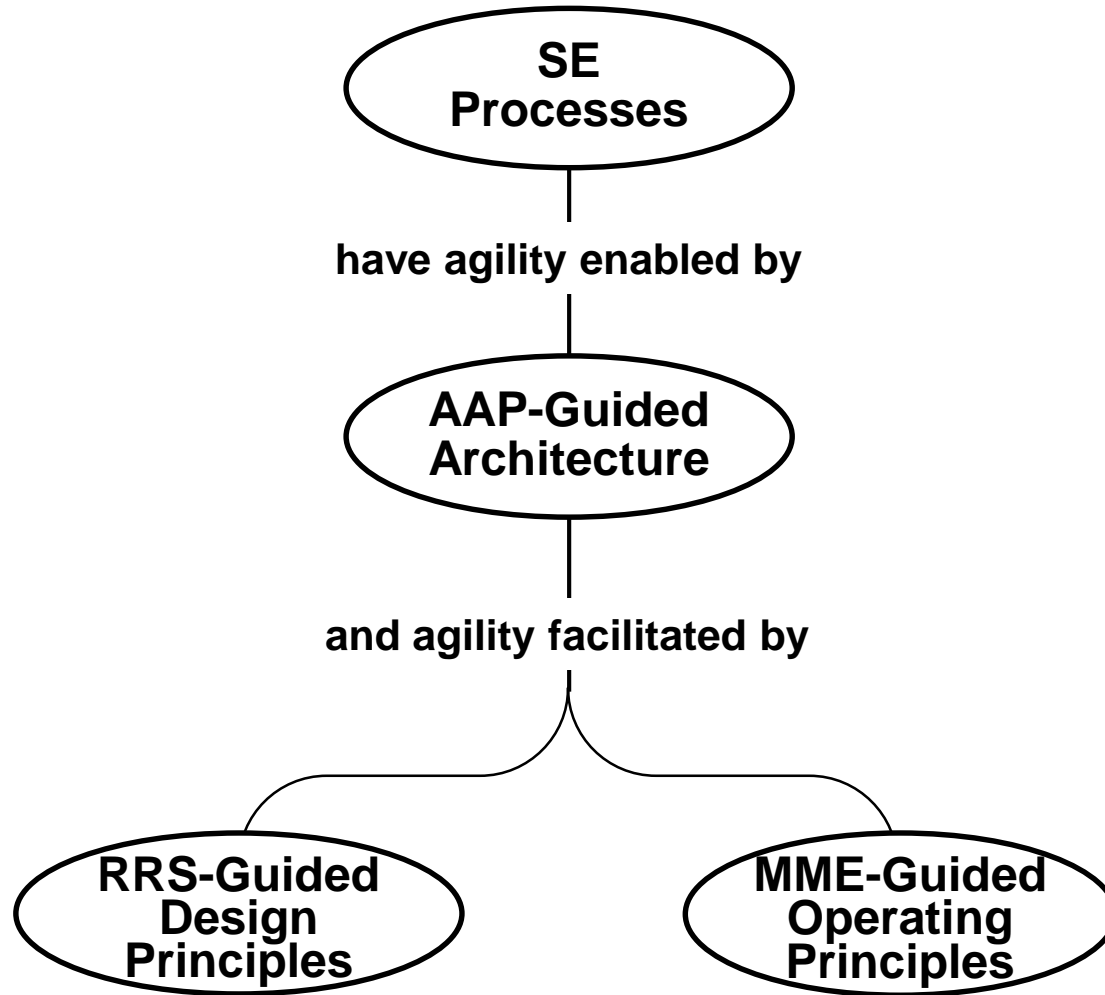 SE
Processes
have agility enabled by
AAP-Guided
Architecture
and agility facilitated by
RRS-Guided
Design
Principles
MME-Guided
Operating
Principles